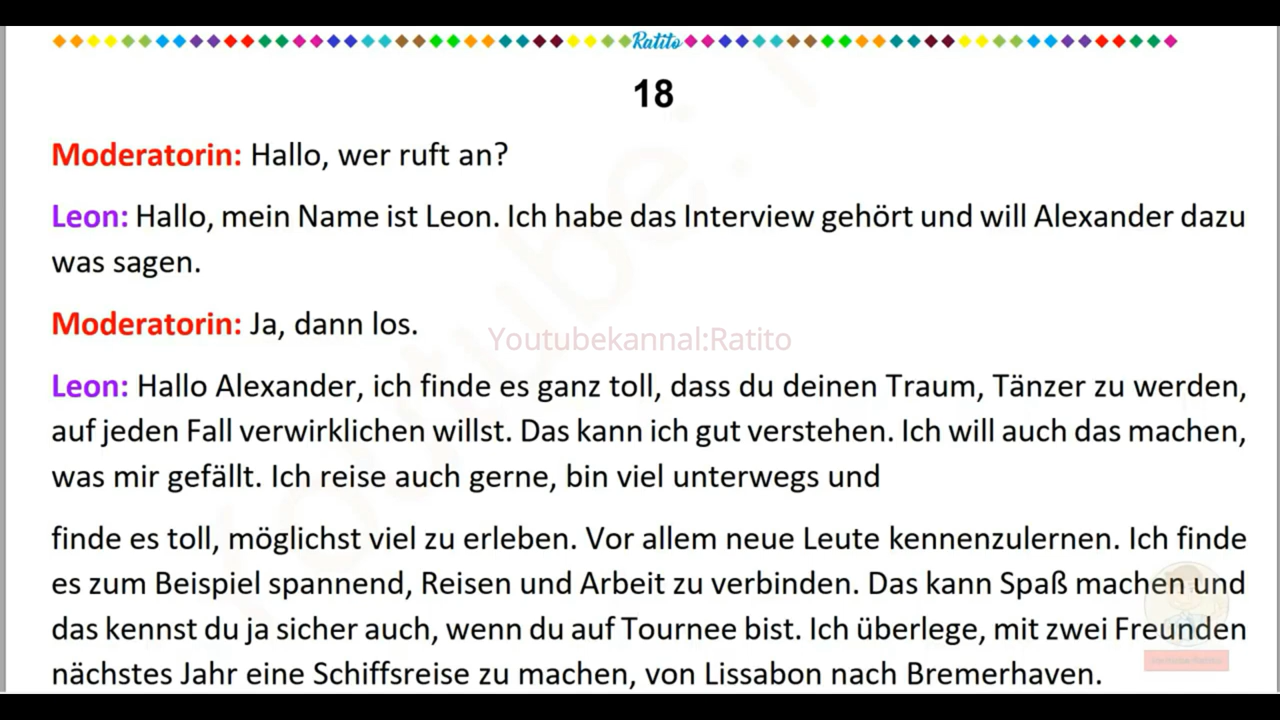 Ratito
18
Moderatorin: Hallo, wer ruft an?
Leon: Hallo, mein Name ist Leon. Ich habe das Interview gehört und will Alexander dazu
was sagen.
Moderatorin: Ja, dann los.
Youtubekannal:Ratito
Leon: Hallo Alexander, ich finde es ganz toll, dass du deinen Traum, Tänzer zu werden,
auf jeden Fall verwirklichen willst. Das kann ich gut verstehen. Ich will auch das machen,
was mir gefällt. Ich reise auch gerne, bin viel unterwegs und
finde es toll, möglichst viel zu erleben. Vor allem neue Leute kennenzulernen. Ich finde
es zum Beispiel spannend, Reisen und Arbeit zu verbinden. Das kann Spaß machen und
das kennst du ja sicher auch, wenn du auf Tournee bist. Ich überlege, mit zwei Freunden
nächstes Jahr eine Schiffsreise zu machen, von Lissabon nach Bremerhaven.